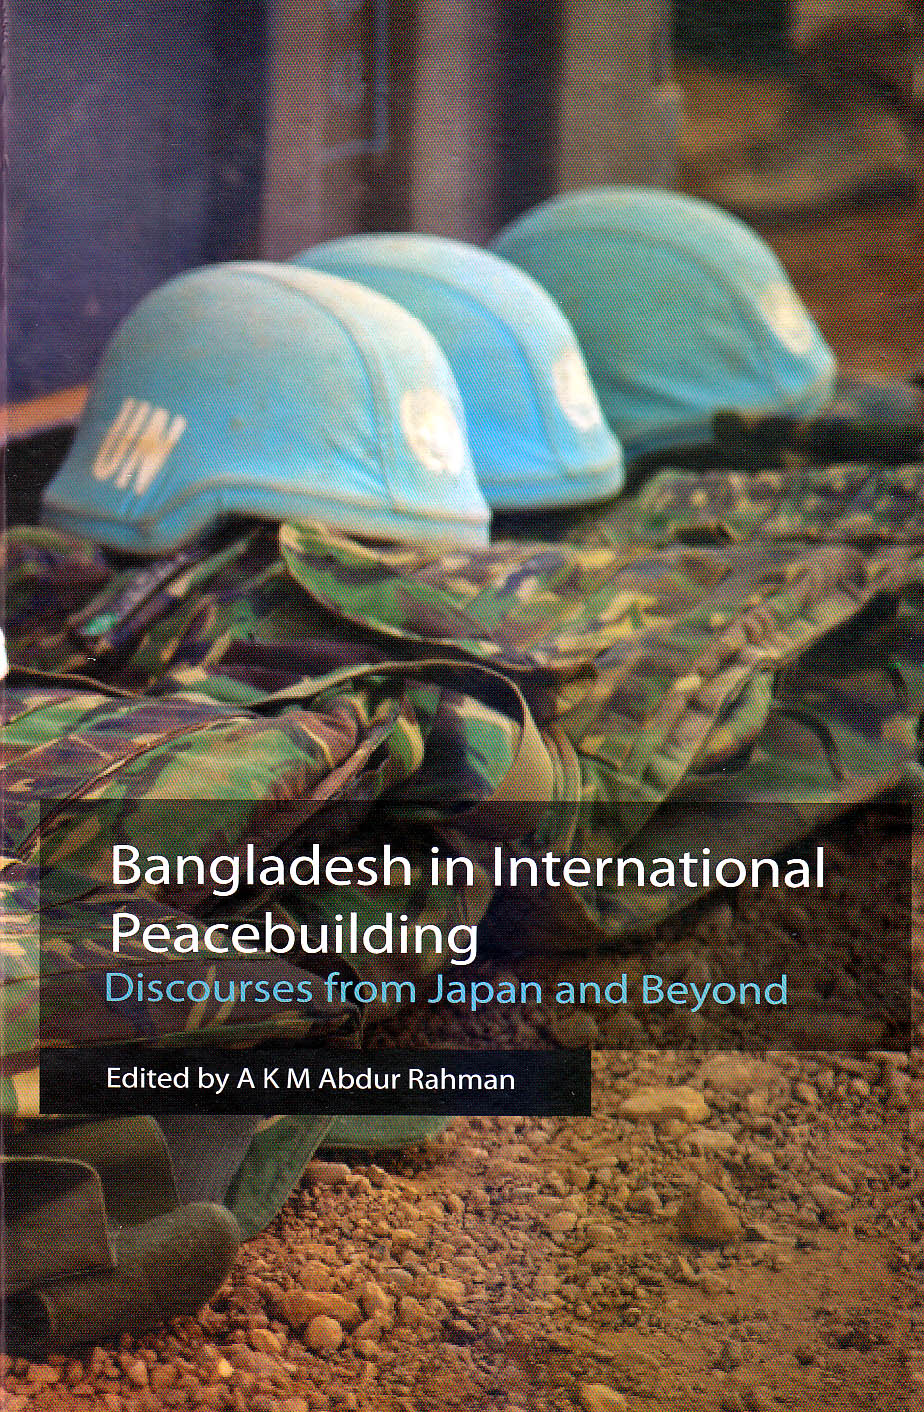 UN
Bangladesh in International
Peacebuilding
Discourses from Japan and Beyond
Edited by A K M Abdur Rahman